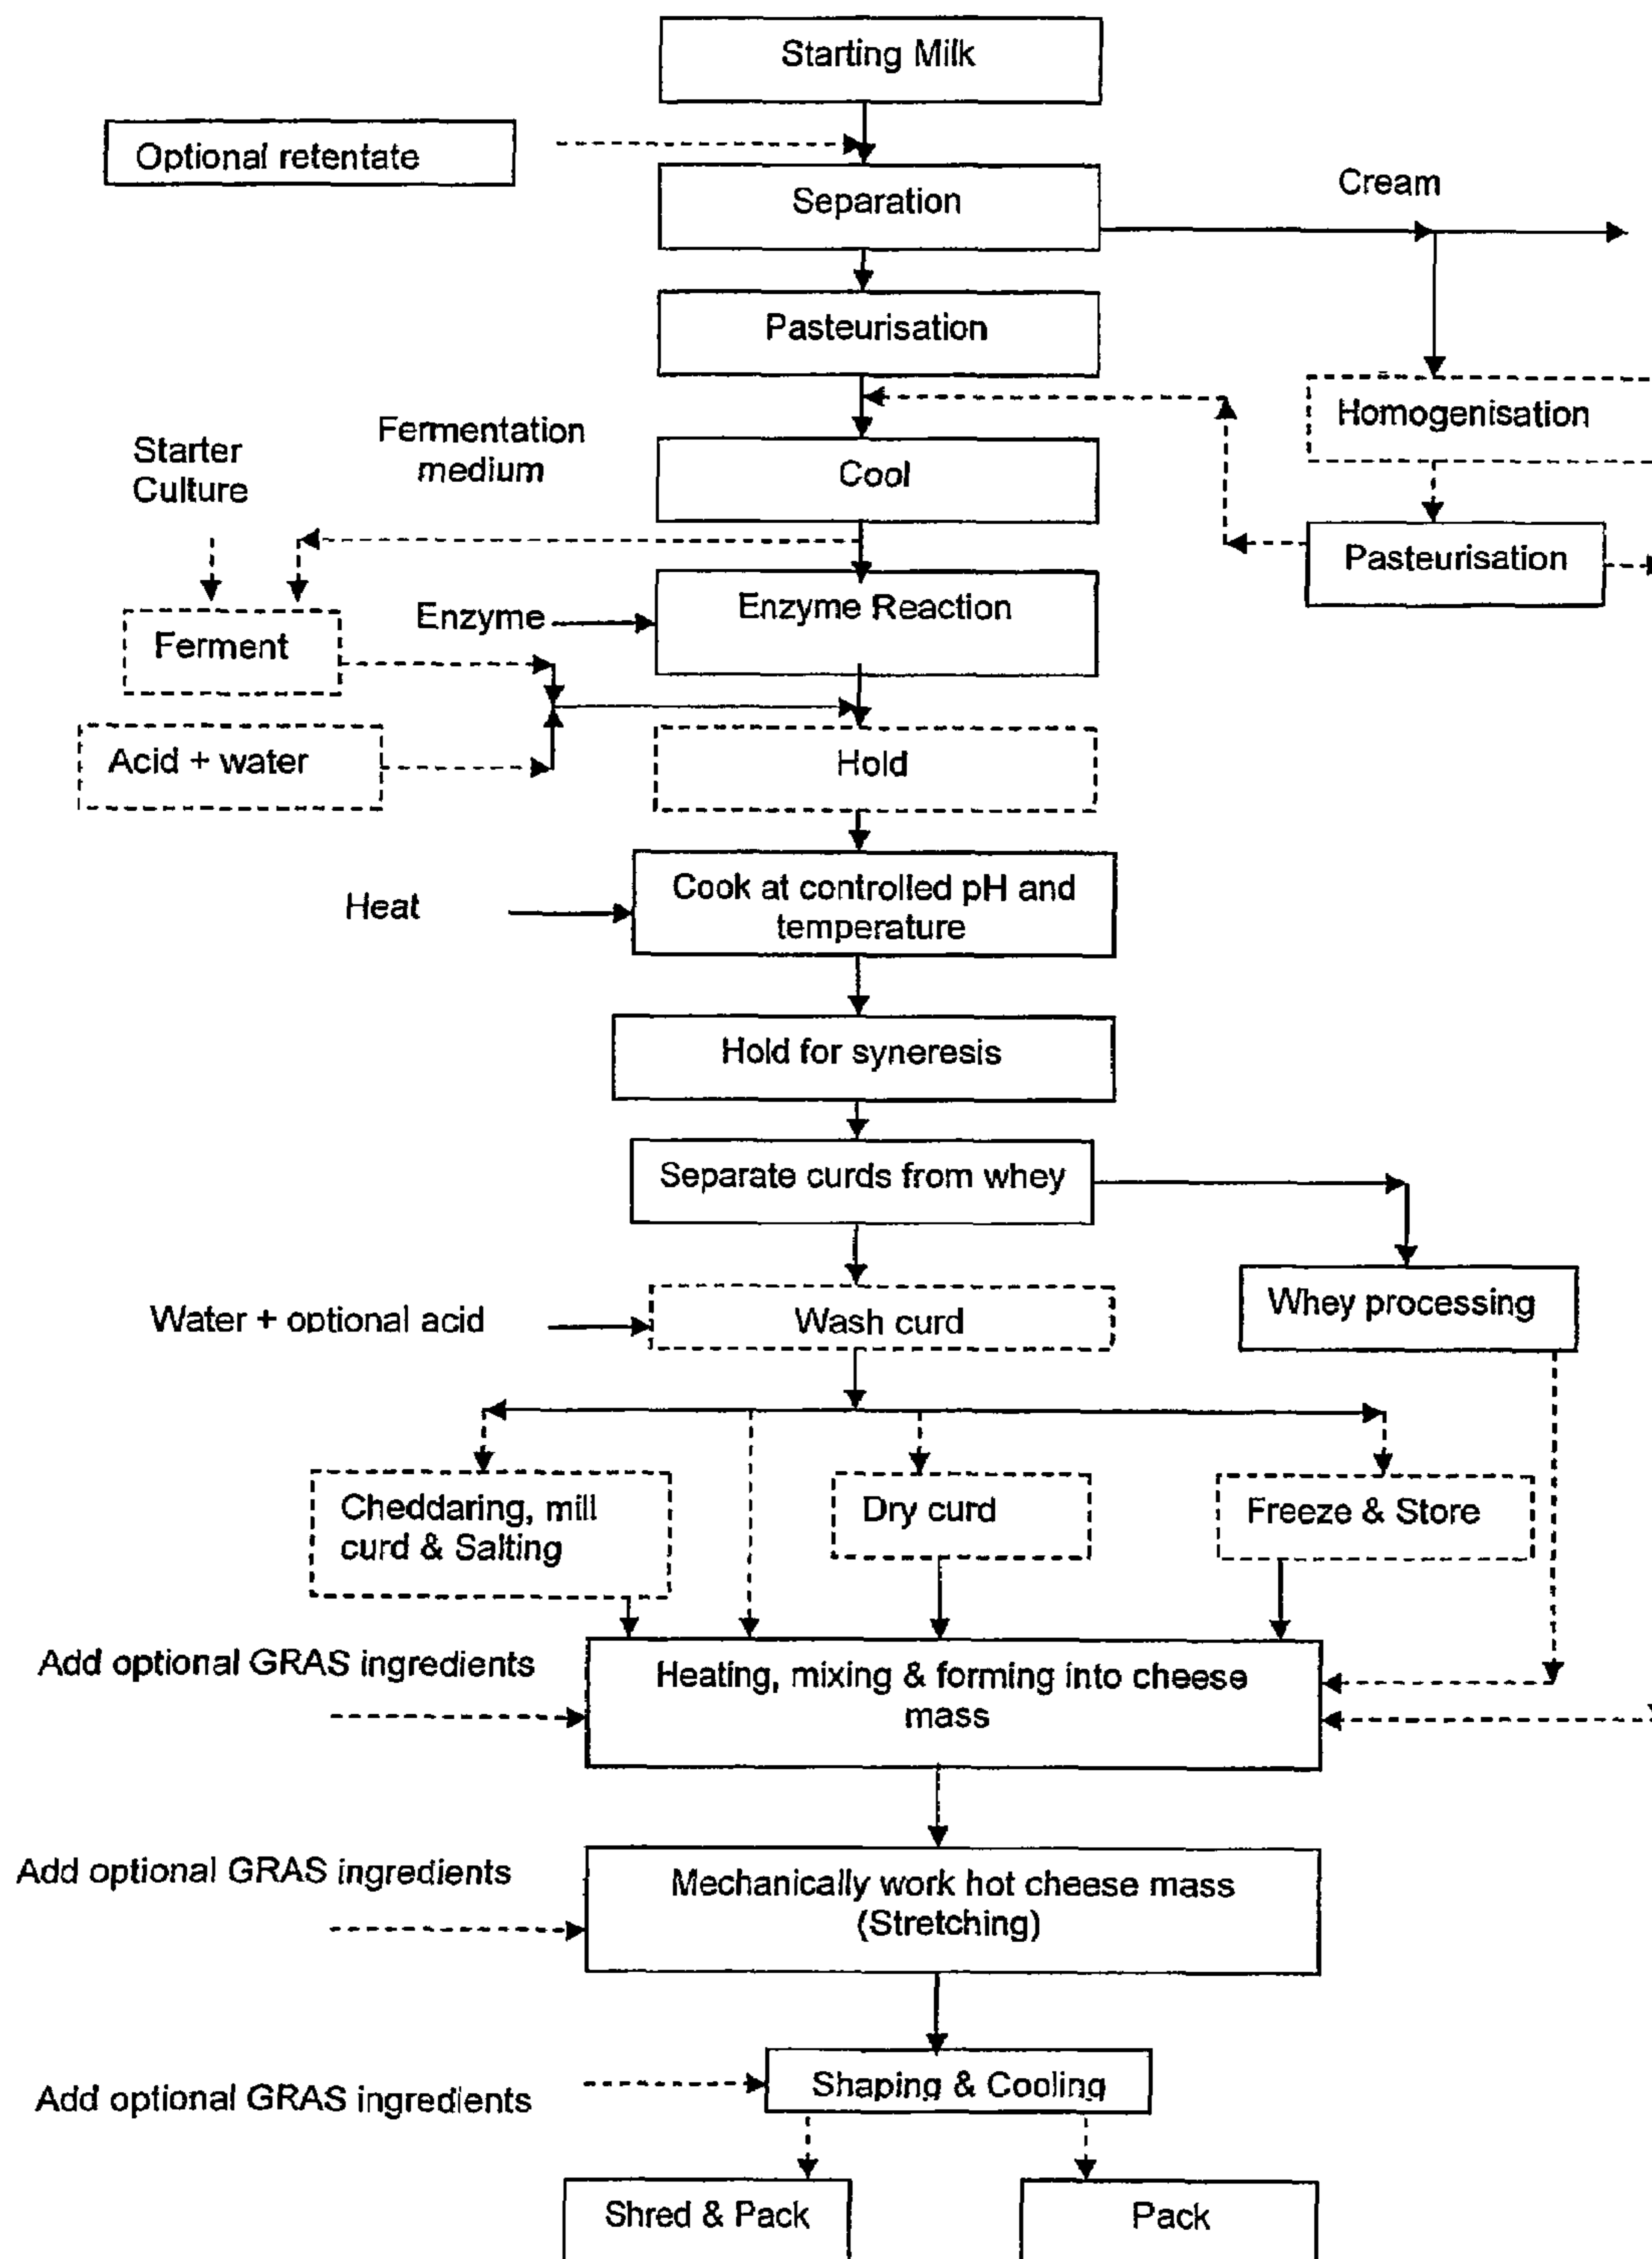 Starting Milk
Optional retentate
Separation
Cream
Pasteurisation
Homogenisation
Fermentation
medium
Starter
Culture
Cool
Pasteurisation
Enzyme
Enzyme Reaction
Ferment
Acid + water
Hold
Heat
Cook at controlled pH and
temperature
Hold for syneresis
Separate curds from whey
Whey processing
Water + optional acid
Wash curd
Cheddaring, mill
curd & Salting
Dry curd
Freeze & Store
Add optional GRAS ingredients
Heating, mixing & forming into cheese
mass
Add optional GRAS ingredients
Mechanically work hot cheese mass
(Stretching)
Add optional GRAS ingredients
Shaping & Cooling
Shred & Pack
Pack